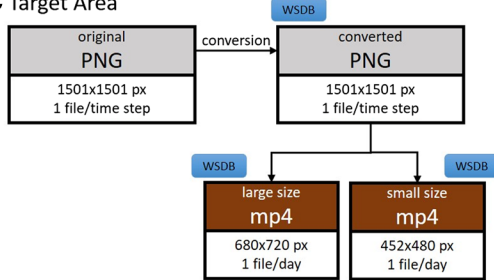 Target Area
WSDB
original
PNG
1501x1501 px
1 file/time step
conversion
converted
PNG
1501x1501 px
1 file/time step
WSDB
large size
mp4
680x720 px
1 file/day
WSDB
small size
mp4
452x480 px
1 file/day